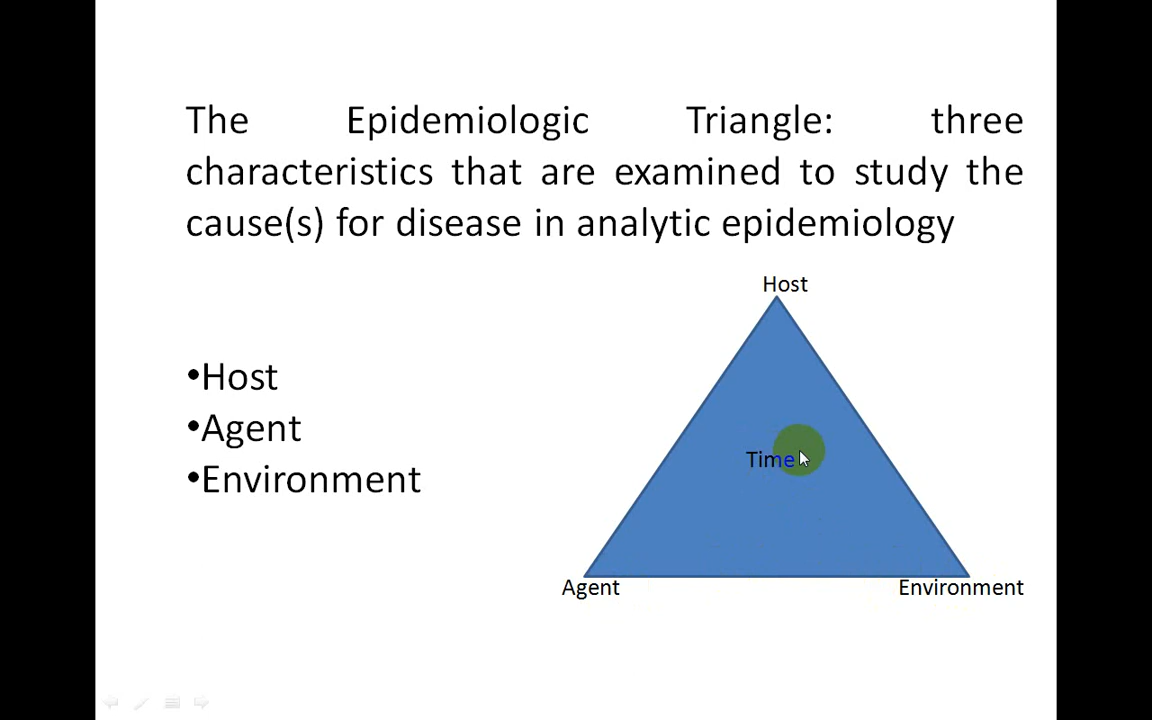 The Epidemiologic Triangle: three
characteristics that are examined to study the
cause(s) for disease in analytic epidemiology
Host
•Host
•Agent
•Environment
Time
Agent
Environment